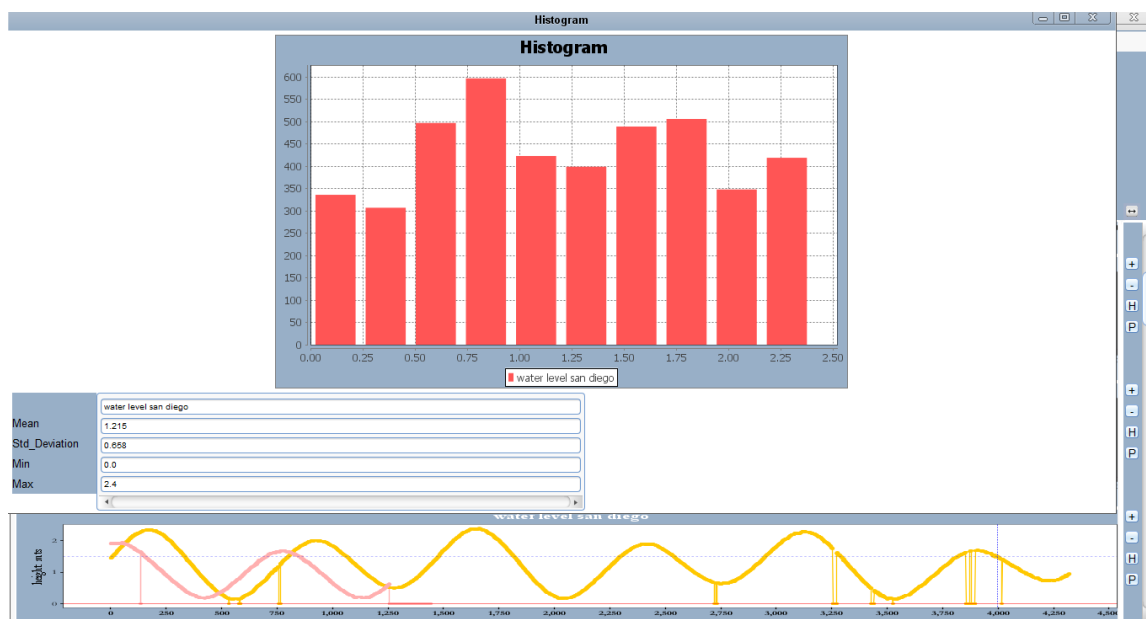 Histogram
Histogram
600
550
500
450
400
350
300
250
200
150
100
50
0
0.00 0.25 0.50 0.75 1.00 1.25 1.50 1.75 2.00 2.25 2.50
water level san diego
water level san diego
Mean 1.215
Std_Deviation 0.658
Min 0.0
Max 2.4
+
-
H
P
+
-
H
P
+
-
H
P
water level san diego
2
1
0
0 250 500 750 1,000 1,250 1,500 1,750 2,000 2,250 2,500 2,750 3,000 3,250 3,500 3,750 4,000 4,250